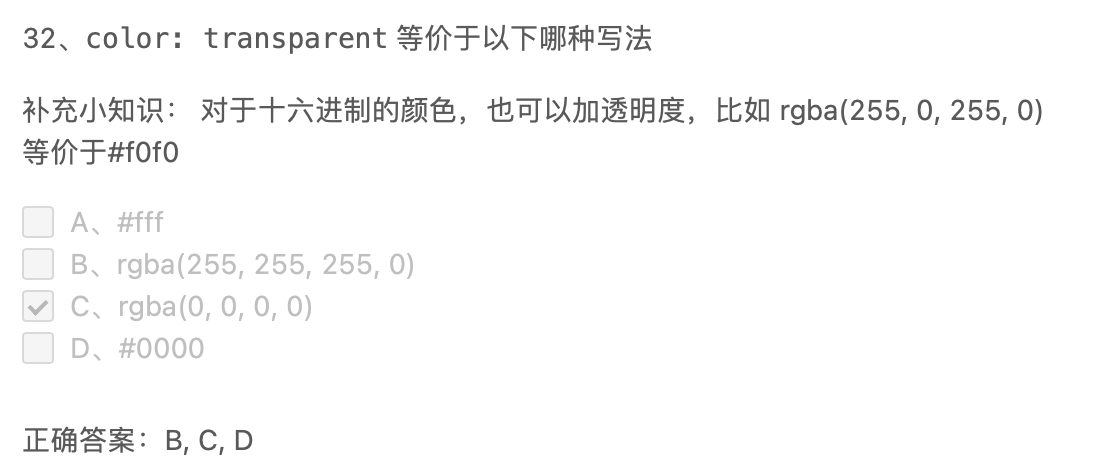 32、color: transparent 等价于以下哪种写法
补充小知识： 对于十六进制的颜色，也可以加透明度，比如 rgba(255, 0, 255, 0)
等价于#f0f0
A、#fff
B、rgba(255, 255, 255, 0)
C、rgba(0, 0, 0, 0)
D、#0000
正确答案：B, C, D